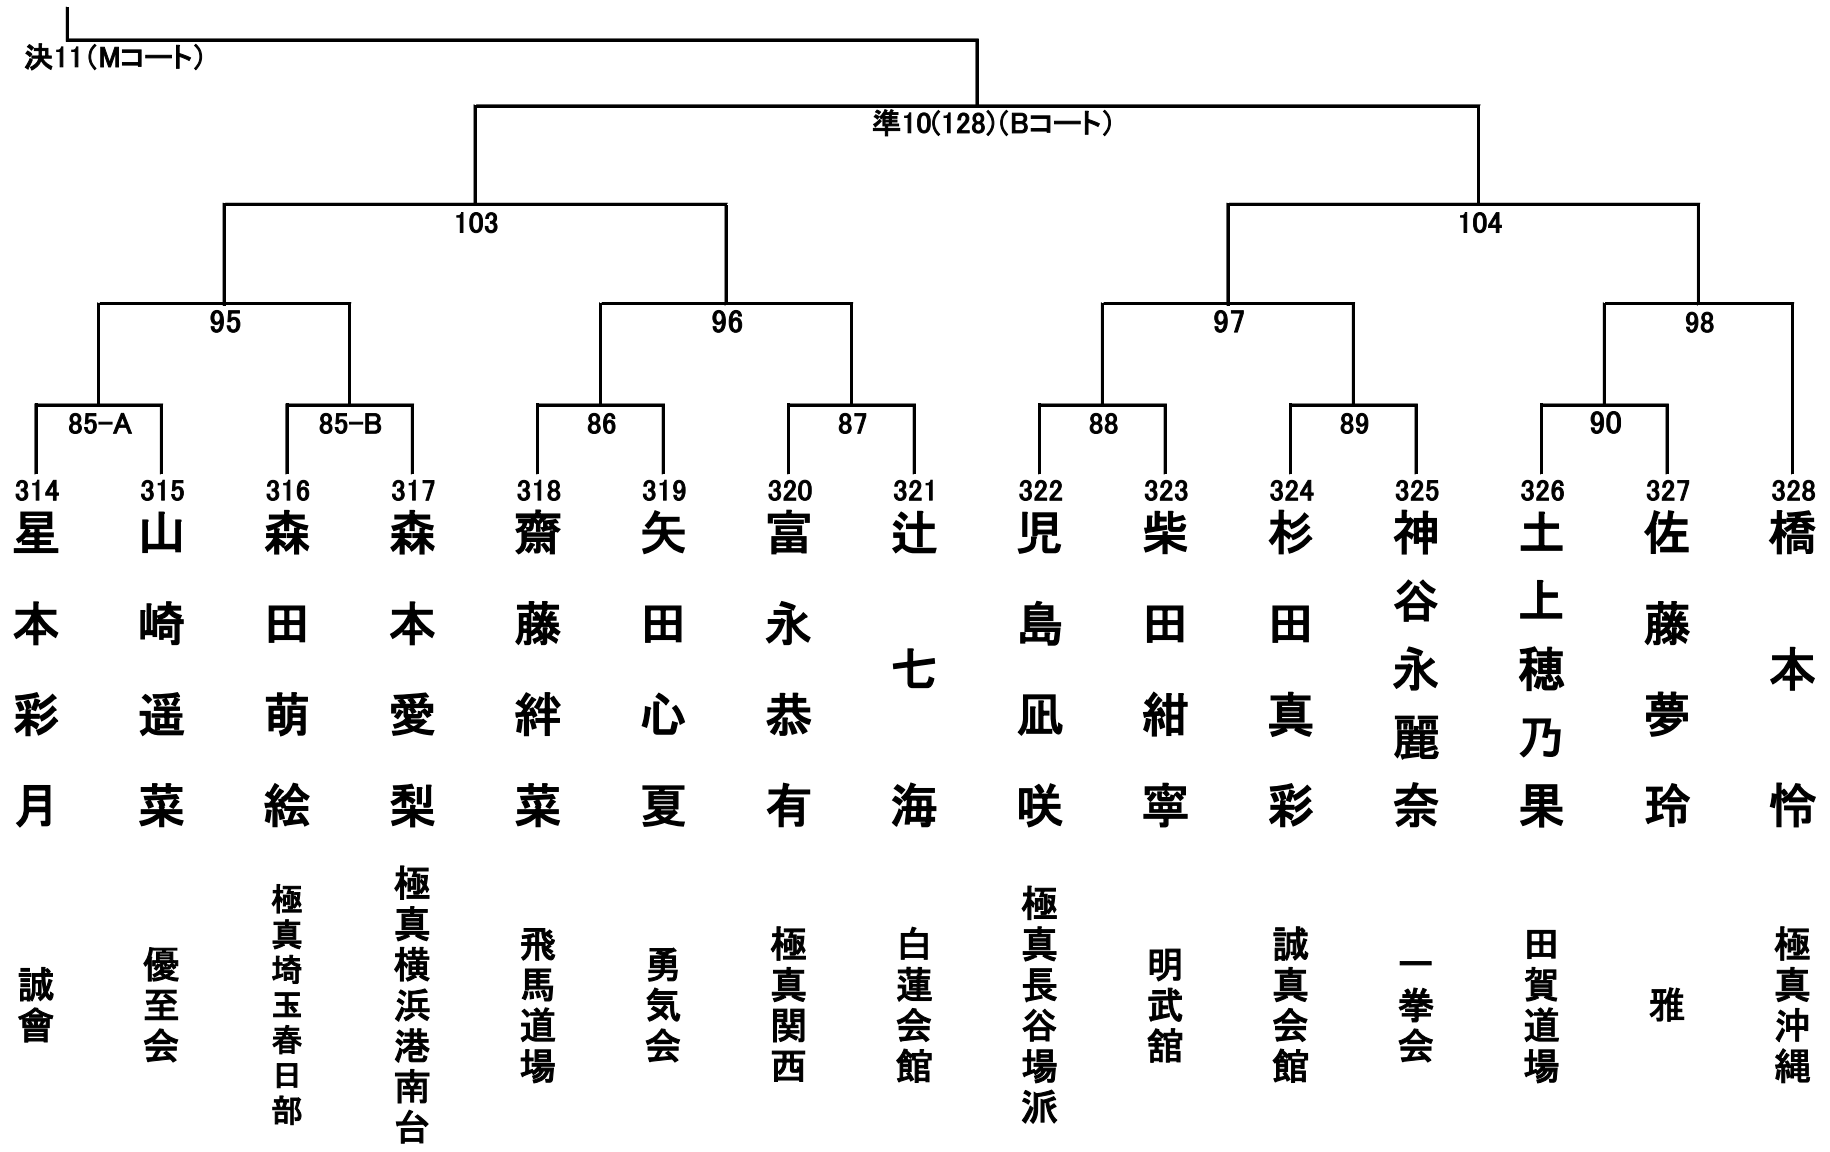 決11（Mコート）
準10(128)（Bコート）
103
104
95
96
97
98
85-A
85-B
86
87
88
89
90
314
315
316
317
318
319
320
321
322
323
324
325
326
327
328
星本彩月
山崎遥菜
森田萌絵
森本愛梨
齋藤絆菜
矢田心夏
富永恭有
辻七海
児島凪咲
柴田紺寧
杉田真彩
神谷永麗奈
土上穂乃果
佐藤夢玲
橋本怜
誠會
優至会
極真埼玉春日部
極真横浜港南台
飛馬道場
勇気会
極真関西
白蓮会館
極真長谷場派
明武舘
誠真会館
一拳会
田賀道場
雅
極真沖縄